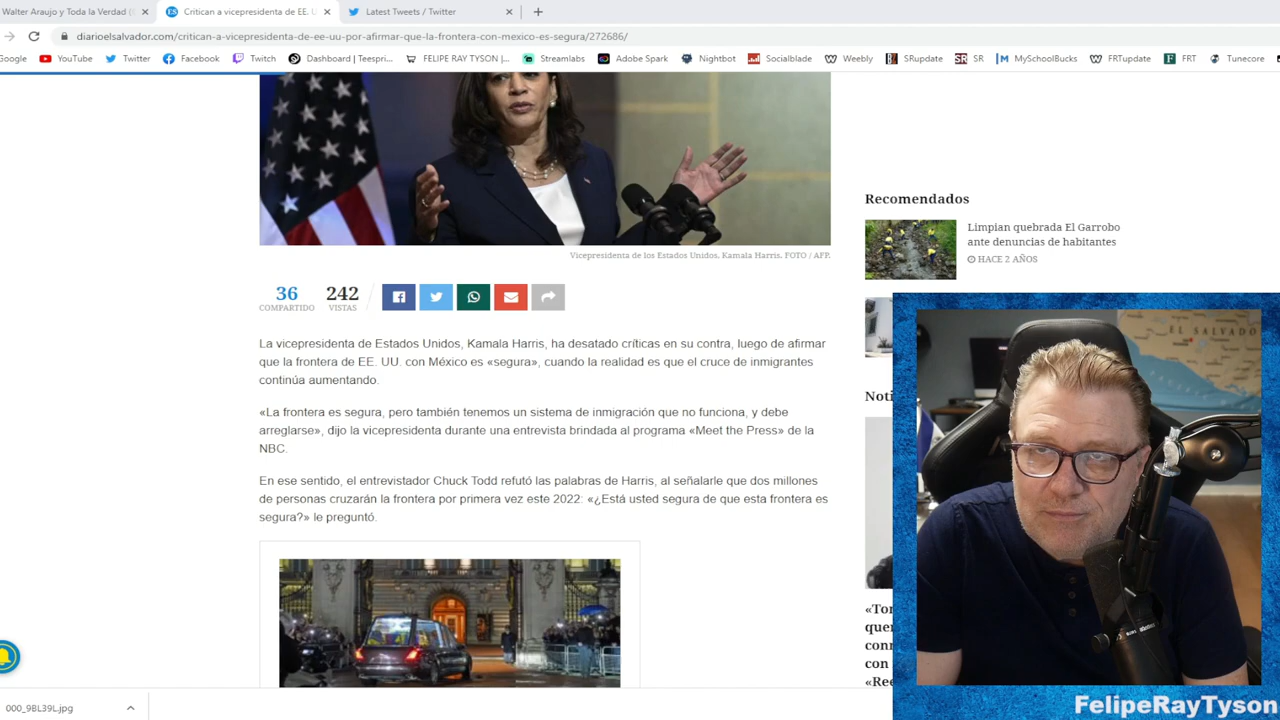 Walter Araujo y Toda la Verdad
Critican a vicepresidenta de EE. U
Latest Tweets / Twitter
diarioelsalvador.com/critican-a-vicepresidenta-de-ee-uu-por-afirmar-que-la-frontera-con-mexico-es-segura/272686/
Google YouTube Twitter Facebook Twitch Dashboard | Teespri... FELIPE RAY TYSON |... Streamlabs Adobe Spark Nightbot Socialblade Weebly SRupdate SR MySchoolBucks FRTupdate FRT Tunecore
Vicepresidenta de los Estados Unidos, Kamala Harris. FOTO / AFP.
36 242
COMPARTIDO VISTAS
La vicepresidenta de Estados Unidos, Kamala Harris, ha desatado críticas en su contra, luego de afirmar
que la frontera de EE. UU. con México es «segura», cuando la realidad es que el cruce de inmigrantes
continúa aumentando.
«La frontera es segura, pero también tenemos un sistema de inmigración que no funciona, y debe
arreglarse», dijo la vicepresidenta durante una entrevista brindada al programa «Meet the Press» de la
NBC.
En ese sentido, el entrevistador Chuck Todd refutó las palabras de Harris, al señalarle que dos millones
de personas cruzarán la frontera por primera vez este 2022: «¿Está usted segura de que esta frontera es
segura?» le preguntó.
Recomendados
Limpian quebrada El Garrobo
ante denuncias de habitantes
HACE 2 AÑOS
Noti
«Tor
quer
conr
con
«Ree
EL SALVADOR
000_9BL39L.jpg
FelipeRayTyson